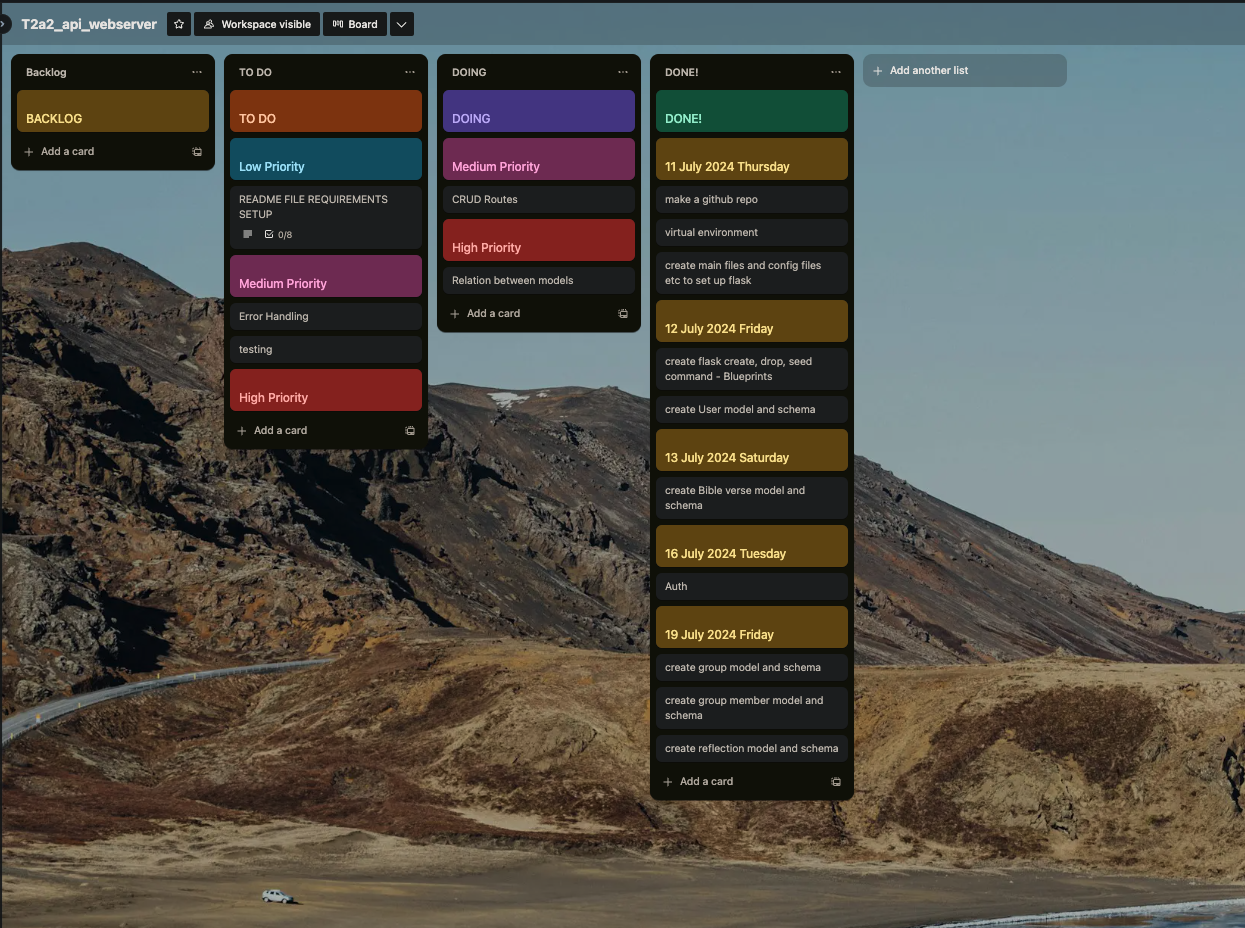 T2a2_api_webserver
Workspace visible
Board
Backlog
BACKLOG
Add a card
TO DO
TO DO
Low Priority
README FILE REQUIREMENTS
SETUP
0/8
Medium Priority
Error Handling
testing
High Priority
Add a card
DOING
DOING
Medium Priority
CRUD Routes
High Priority
Relation between models
Add a card
DONE!
DONE!
11 July 2024 Thursday
make a github repo
virtual environment
create main files and config files
etc to set up flask
12 July 2024 Friday
create flask create, drop, seed
command - Blueprints
create User model and schema
13 July 2024 Saturday
create Bible verse model and
schema
16 July 2024 Tuesday
Auth
19 July 2024 Friday
create group model and schema
create group member model and
schema
create reflection model and schema
Add a card
Add another list